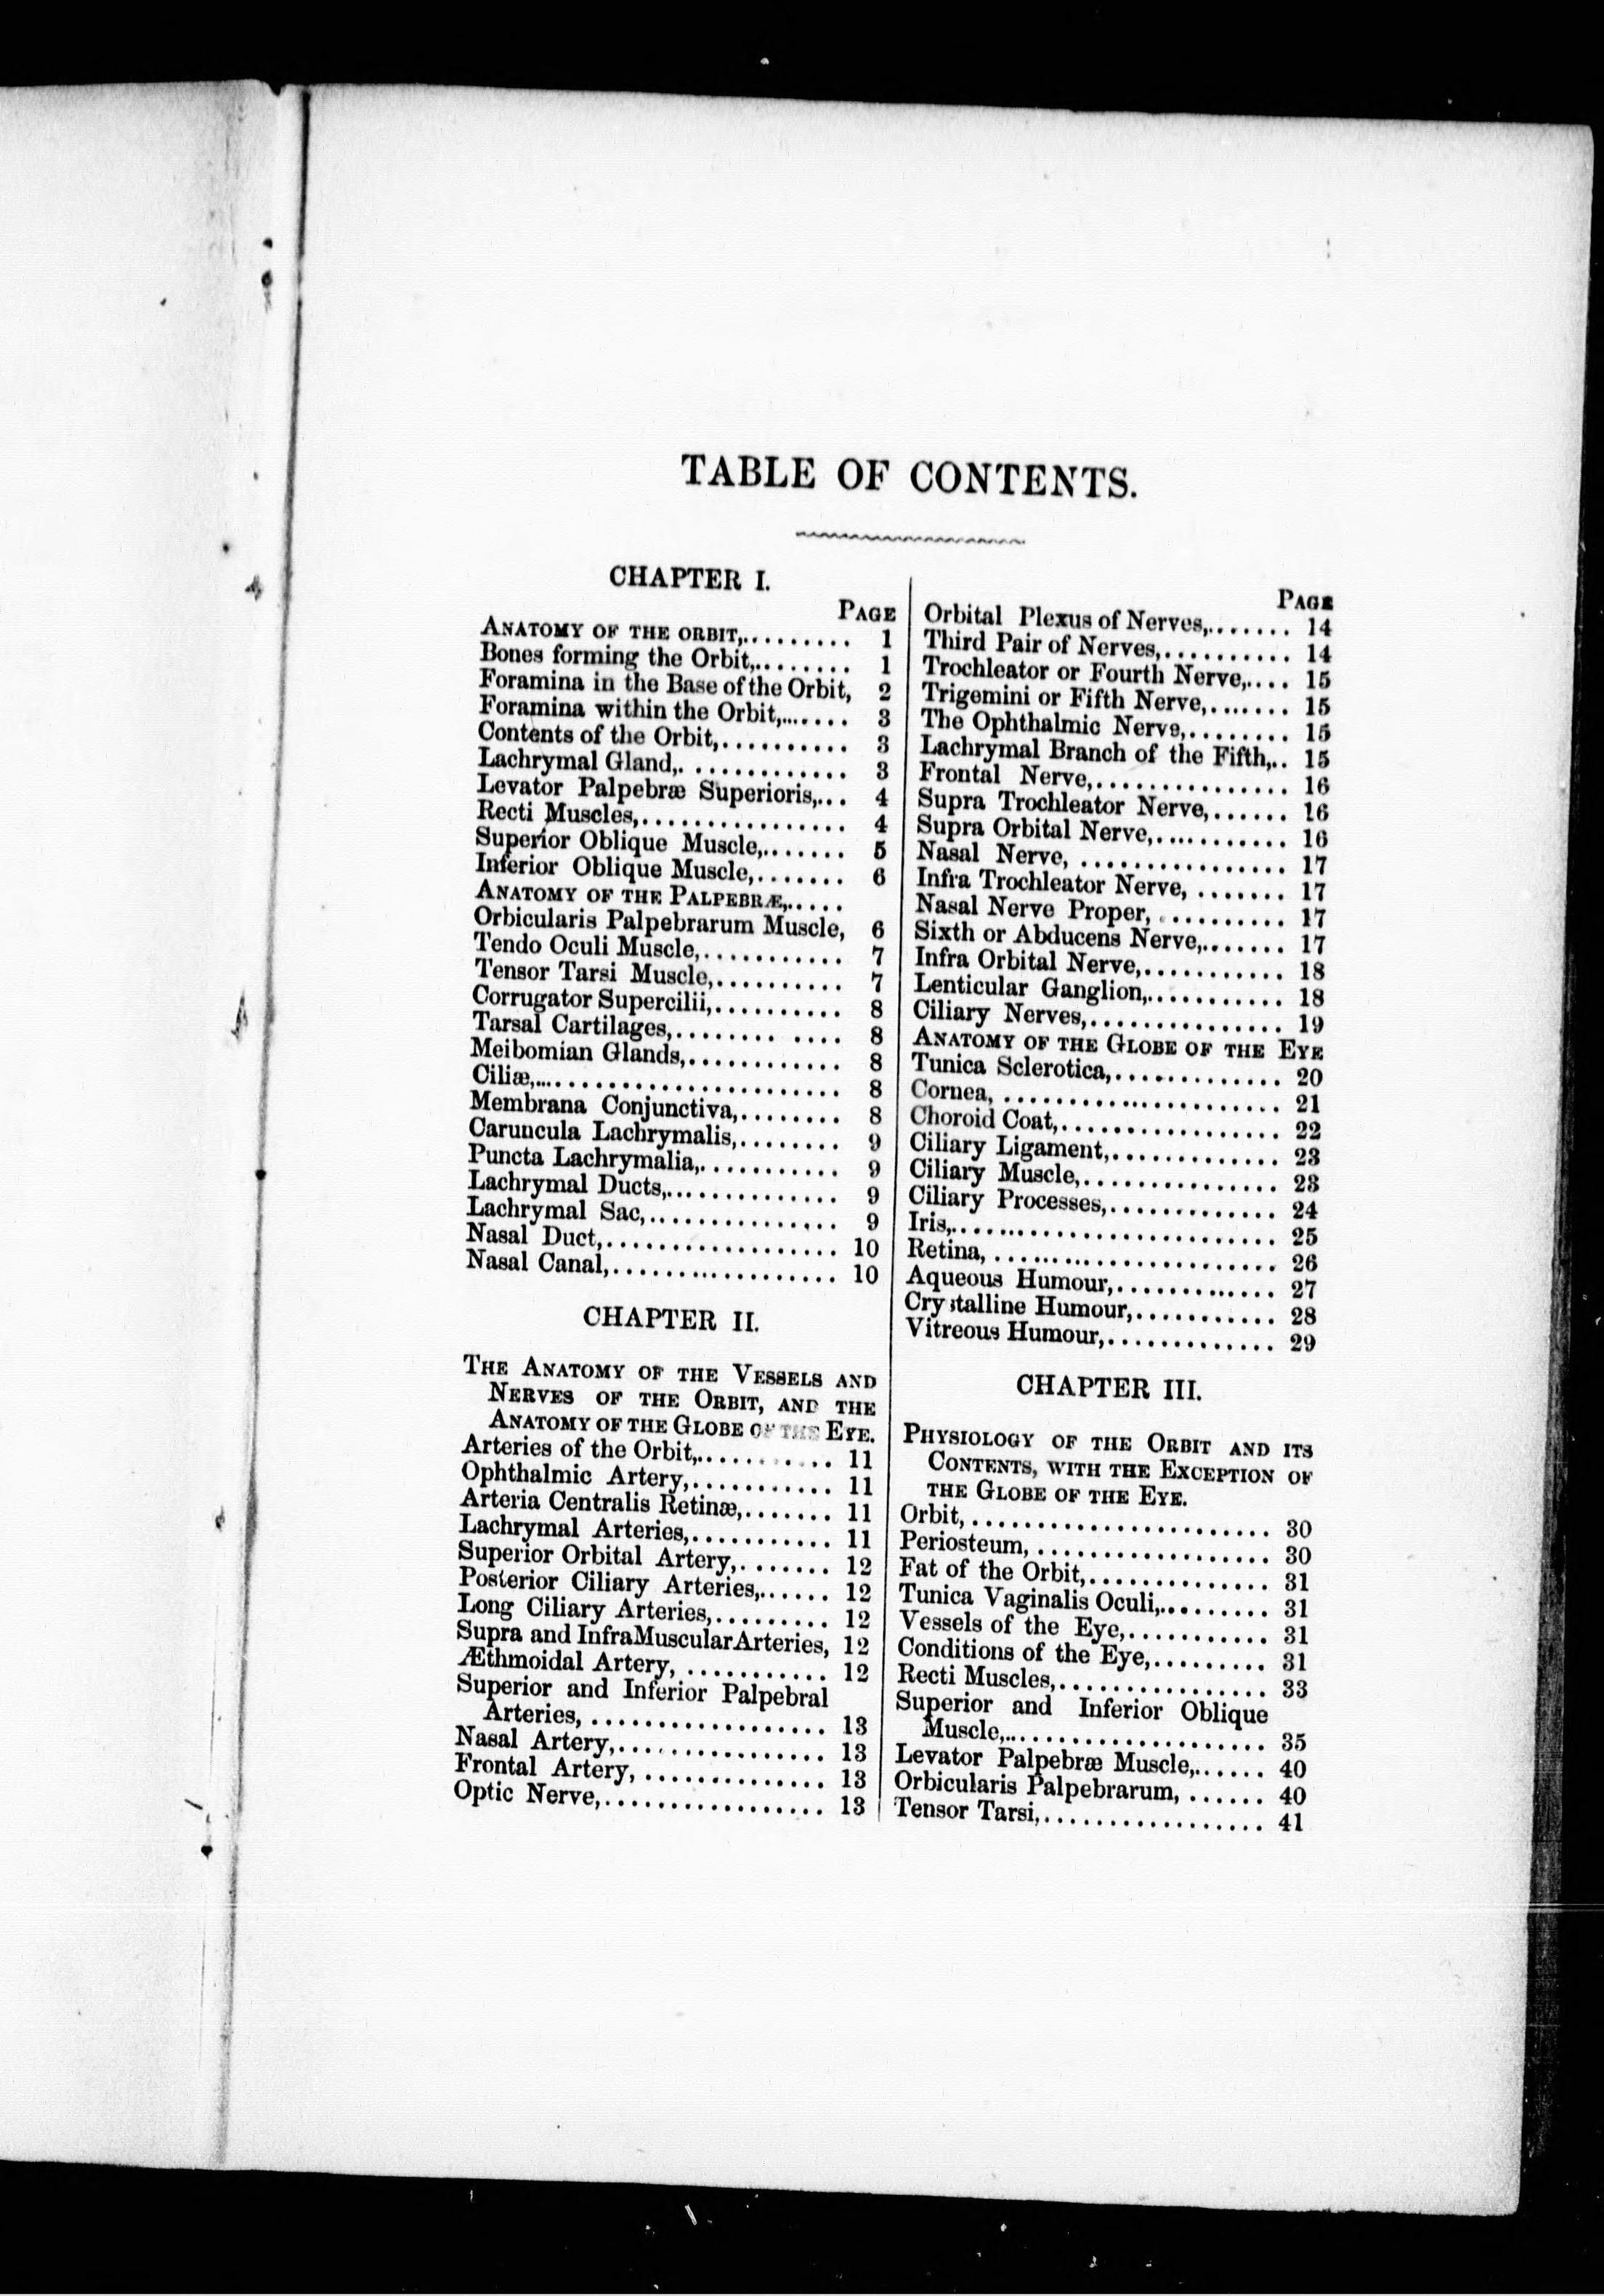 TABLE OF CONTENTS.
CHAPTER I.
PAGE
ANATOMY OF THE ORBIT,......... 1
Bones forming the Orbit,........ 1
Foramina in the Base of the Orbit, 2
Foramina within the Orbit,....... 3
Contents of the Orbit,.......... 3
Lachrymal Gland,. ............ 3
Levator Palpebræ Superioris,... 4
Recti Muscles,................ 4
Superior Oblique Muscle,....... 5
Inferior Oblique Muscle,....... 6
ANATOMY OF THE PALPEBRÆ,.....
Orbicularis Palpebrarum Muscle, 6
Tendo Oculi Muscle,........... 7
Tensor Tarsi Muscle,.......... 7
Corrugator Supercilii,.......... 8
Tarsal Cartilages,........ .... 8
Meibomian Glands,............ 8
Ciliæ,......................... 8
Membrana Conjunctiva,........ 8
Caruncula Lachrymalis,........ 9
Puncta Lachrymalia,........... 9
Lachrymal Ducts,.............. 9
Lachrymal Sac,............... 9
Nasal Duct,.................. 10
Nasal Canal,.................. 10
CHAPTER II.
THE ANATOMY OF THE VESSELS AND
NERVES OF THE ORBIT, AND THE
ANATOMY OF THE GLOBE OF THE EYE.
Arteries of the Orbit,........... 11
Ophthalmic Artery,........... 11
Arteria Centralis Retinæ,....... 11
Lachrymal Arteries,........... 11
Superior Orbital Artery,....... 12
Posterior Ciliary Arteries,...... 12
Long Ciliary Arteries,......... 12
Supra and InfraMuscularArteries, 12
Æthmoidal Artery, ........... 12
Superior and Inferior Palpebral
Arteries, .................. 13
Nasal Artery,................ 13
Frontal Artery, .............. 13
Optic Nerve,................. 13
PAGE
Orbital Plexus of Nerves,....... 14
Third Pair of Nerves,.......... 14
Trochleator or Fourth Nerve,.... 15
Trigemini or Fifth Nerve,....... 15
The Ophthalmic Nerve,........ 15
Lachrymal Branch of the Fifth,.. 15
Frontal Nerve,............... 16
Supra Trochleator Nerve,...... 16
Supra Orbital Nerve,.......... 16
Nasal Nerve, ................ 17
Infra Trochleator Nerve, ....... 17
Nasal Nerve Proper, .......... 17
Sixth or Abducens Nerve,....... 17
Infra Orbital Nerve,........... 18
Lenticular Ganglion,........... 18
Ciliary Nerves,............... 19
ANATOMY OF THE GLOBE OF THE EYE
Tunica Sclerotica,............. 20
Cornea, ..................... 21
Choroid Coat,................. 22
Ciliary Ligament,............. 23
Ciliary Muscle,............... 23
Ciliary Processes,............. 24
Iris,......................... 25
Retina, ...................... 26
Aqueous Humour,............ 27
Crystalline Humour,........... 28
Vitreous Humour,............. 29
CHAPTER III.
PHYSIOLOGY OF THE ORBIT AND ITS
CONTENTS, WITH THE EXCEPTION OF
THE GLOBE OF THE EYE.
Orbit,....................... 30
Periosteum, .................. 30
Fat of the Orbit,.............. 31
Tunica Vaginalis Oculi,......... 31
Vessels of the Eye,........... 31
Conditions of the Eye,......... 31
Recti Muscles,................ 33
Superior and Inferior Oblique
Muscle,..................... 35
Levator Palpebræ Muscle,...... 40
Orbicularis Palpebrarum, ...... 40
Tensor Tarsi,................. 41